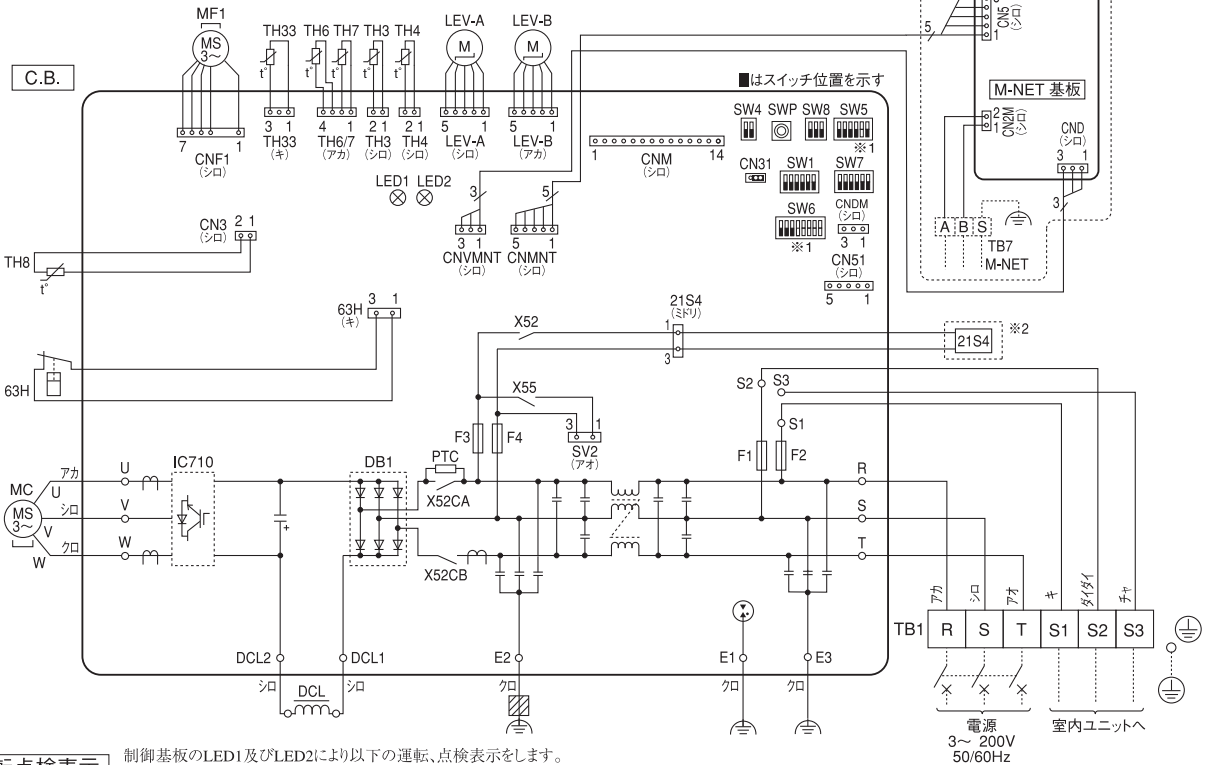 MF1
MS
3～
TH33
TH6 TH7 TH3 TH4
LEV-A
LEV-B
M
M
t°
t°
t°
t°
t°
C.B.
7 1
CNF1
(シロ)
3 1
TH33
(キ)
4 1
TH6/7
(アカ)
2 1
TH3
(シロ)
2 1
TH4
(シロ)
5 1
LEV-A
(シロ)
5 1
LEV-B
(アカ)
1 14
CNM
(シロ)
■はスイッチ位置を示す
SW4 SWP SW8 SW5
※1
CN31
SW1
SW7
SW6
※1
CNDM
(シロ)
3 1
CN51
(シロ)
5 1
5
CN5
(シロ)
1
M-NET 基板
2
1
CN2M
(シロ)
CND
(シロ)
3 1
3
A B S
TB7
M-NET
LED1 LED2
3
5
3 1
CNVMNT
(シロ)
5 1
CNMNT
(シロ)
CN3
(シロ)
2 1
TH8
t°
63H
(キ)
3 1
63H
X52
21S4
(ミドリ)
1
3
21S4
※2
X55
3 1
SV2
(アオ)
F3
F4
S2
S3
S1
F1
F2
MC
MS
3～
アカ
U
シロ
V
クロ
W
U
V
W
IC710
+
DB1
PTC
X52CA
X52CB
R
S
T
アカ
シロ
アオ
キ
ダイダイ
チャ
TB1
R S T S1 S2 S3
DCL2
DCL1
E2
E1
E3
シロ
シロ
DCL
クロ
クロ
クロ
電源
3～ 200V
50/60Hz
室内ユニットへ
転点検表示
制御基板のLED1及びLED2により以下の運転、点検表示をします。